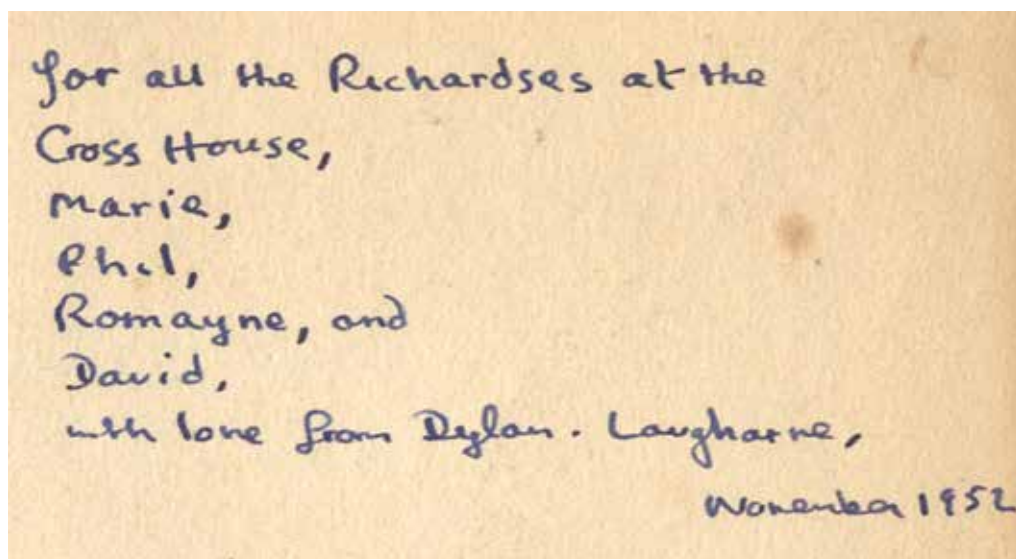 for all the Richardses at the
Cross House,
Marie,
Phil,
Romayne, and
David,
with love from Dylan. Laugharne,
November 1952